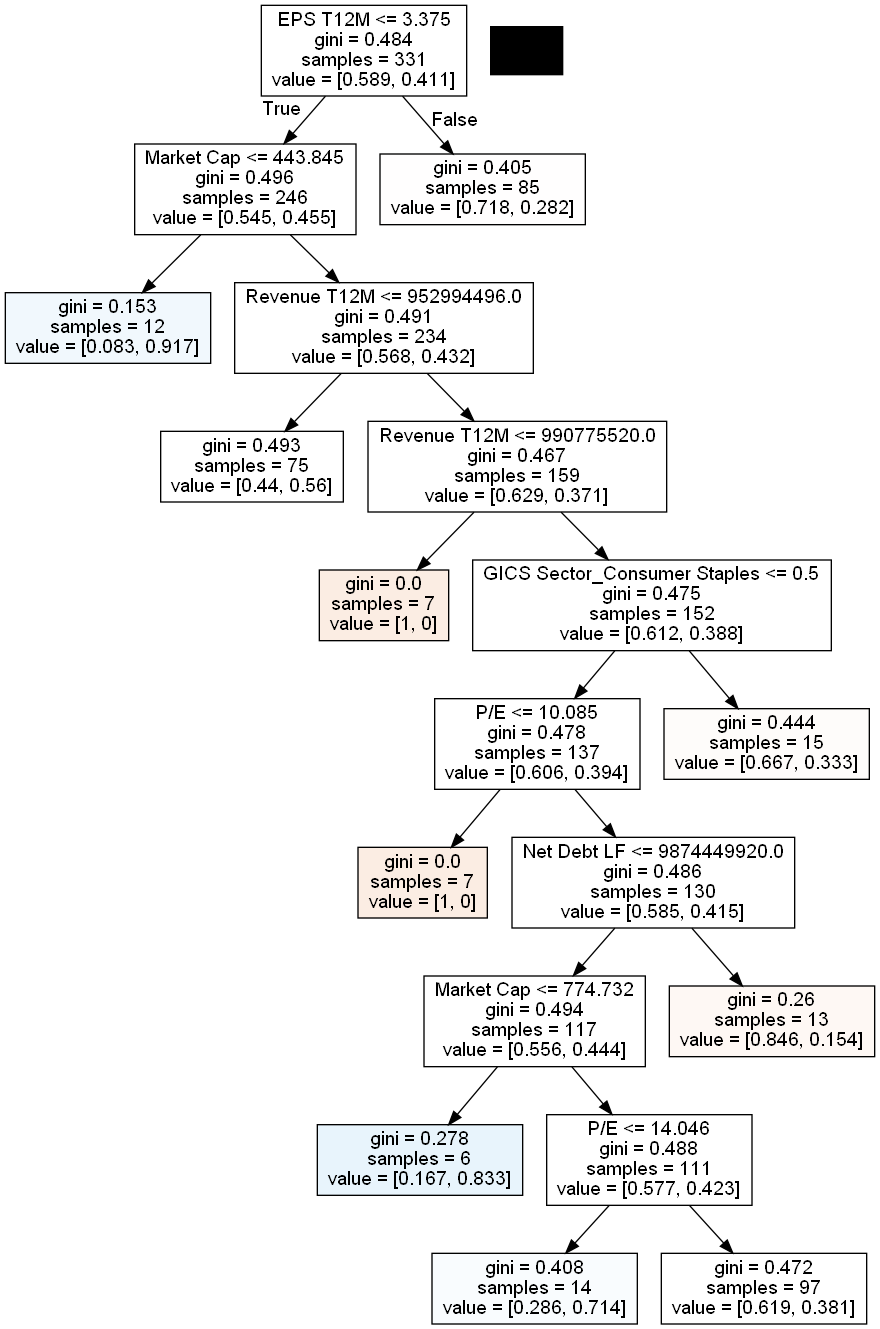 EPS T12M <= 3.375
gini = 0.484
samples = 331
value = [0.589, 0.411]
True
False
Market Cap <= 443.845
gini = 0.496
samples = 246
value = [0.545, 0.455]
gini = 0.405
samples = 85
value = [0.718, 0.282]
gini = 0.153
samples = 12
value = [0.083, 0.917]
Revenue T12M <= 952994496.0
gini = 0.491
samples = 234
value = [0.568, 0.432]
gini = 0.493
samples = 75
value = [0.44, 0.56]
Revenue T12M <= 990775520.0
gini = 0.467
samples = 159
value = [0.629, 0.371]
gini = 0.0
samples = 7
value = [1, 0]
GICS Sector_Consumer Staples <= 0.5
gini = 0.475
samples = 152
value = [0.612, 0.388]
P/E <= 10.085
gini = 0.478
samples = 137
value = [0.606, 0.394]
gini = 0.444
samples = 15
value = [0.667, 0.333]
gini = 0.0
samples = 7
value = [1, 0]
Net Debt LF <= 9874449920.0
gini = 0.486
samples = 130
value = [0.585, 0.415]
Market Cap <= 774.732
gini = 0.494
samples = 117
value = [0.556, 0.444]
gini = 0.26
samples = 13
value = [0.846, 0.154]
gini = 0.278
samples = 6
value = [0.167, 0.833]
P/E <= 14.046
gini = 0.488
samples = 111
value = [0.577, 0.423]
gini = 0.408
samples = 14
value = [0.286, 0.714]
gini = 0.472
samples = 97
value = [0.619, 0.381]